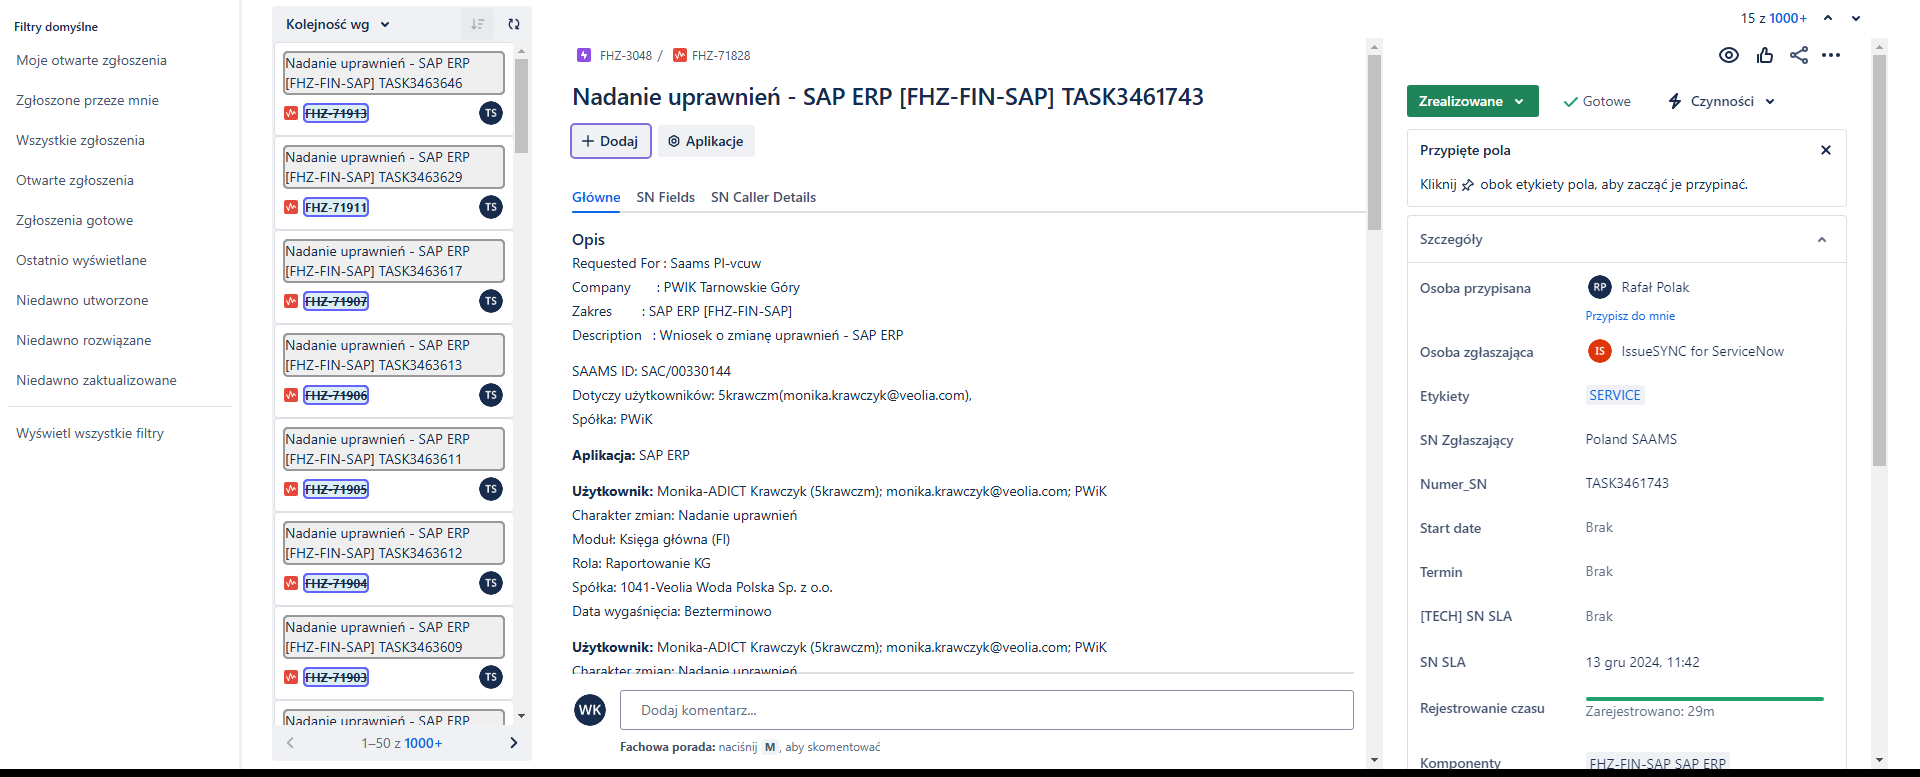 Filtry domyślne
Moje otwarte zgłoszenia
Zgłoszone przeze mnie
Wszystkie zgłoszenia
Otwarte zgłoszenia
Zgłoszenia gotowe
Ostatnio wyświetlane
Niedawno utworzone
Niedawno rozwiązane
Niedawno zaktualizowane
Wyświetl wszystkie filtry
Kolejność wg
Nadanie uprawnień - SAP ERP
[FHZ-FIN-SAP] TASK3463646
FHZ-71913
TS
Nadanie uprawnień - SAP ERP
[FHZ-FIN-SAP] TASK3463629
FHZ-71911
TS
Nadanie uprawnień - SAP ERP
[FHZ-FIN-SAP] TASK3463617
FHZ-71907
TS
Nadanie uprawnień - SAP ERP
[FHZ-FIN-SAP] TASK3463613
FHZ-71906
TS
Nadanie uprawnień - SAP ERP
[FHZ-FIN-SAP] TASK3463611
FHZ-71905
TS
Nadanie uprawnień - SAP ERP
[FHZ-FIN-SAP] TASK3463612
FHZ-71904
TS
Nadanie uprawnień - SAP ERP
[FHZ-FIN-SAP] TASK3463609
FHZ-71903
TS
Nadanie uprawnień - SAP ERP
1–50 z 1000+
FHZ-3048 / FHZ-71828
Nadanie uprawnień - SAP ERP [FHZ-FIN-SAP] TASK3461743
Dodaj
Aplikacje
Główne SN Fields SN Caller Details
Opis
Requested For : Saams Pl-vcuw
Company : PWIK Tarnowskie Góry
Zakres : SAP ERP [FHZ-FIN-SAP]
Description : Wniosek o zmianę uprawnień - SAP ERP
SAAMS ID: SAC/00330144
Dotyczy użytkowników: 5krawczm(monika.krawczyk@veolia.com),
Spółka: PWiK
Aplikacja: SAP ERP
Użytkownik: Monika-ADICT Krawczyk (5krawczm); monika.krawczyk@veolia.com; PWiK
Charakter zmian: Nadanie uprawnień
Moduł: Księga główna (FI)
Rola: Raportowanie KG
Spółka: 1041-Veolia Woda Polska Sp. z o.o.
Data wygaśnięcia: Bezterminowo
Użytkownik: Monika-ADICT Krawczyk (5krawczm); monika.krawczyk@veolia.com; PWiK
Charakter zmian: Nadanie uprawnień
WK
Dodaj komentarz...
Fachowa porada: naciśnij M, aby skomentować
15 z 1000+
Zrealizowane
Gotowe
Czynności
Przypięte pola
Kliknij obok etykiety pola, aby zacząć je przypinać.
Szczegóły
Osoba przypisana RP Rafał Polak
Przypisz do mnie
Osoba zgłaszająca IS IssueSYNC for ServiceNow
Etykiety SERVICE
SN Zgłaszający Poland SAAMS
Numer_SN TASK3461743
Start date Brak
Termin Brak
[TECH] SN SLA Brak
SN SLA 13 gru 2024, 11:42
Rejestrowanie czasu Zarejestrowano: 29m
Komponenty FHZ-FIN-SAP SAP ERP